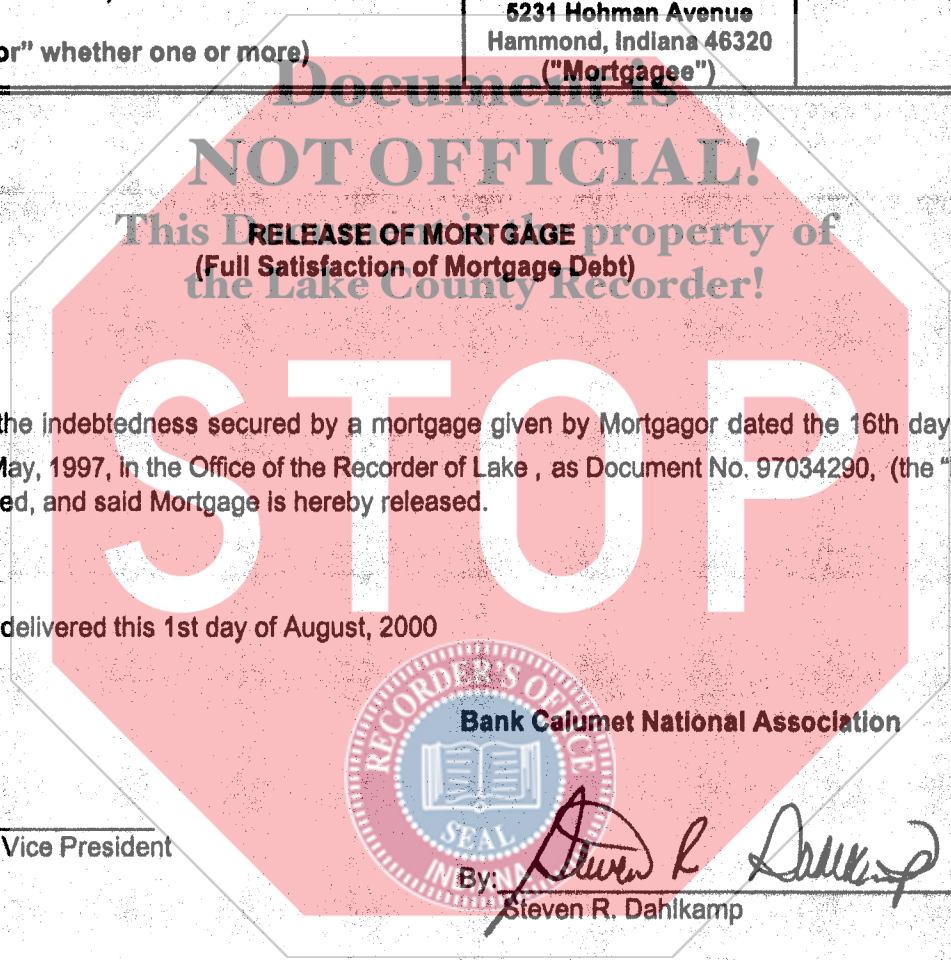 5231 Hohman Avenue
or" whether one or more)
Hammond, Indiana 46320
("Mortgagee")
Document is
NOT OFFICIAL!
This Document is the property of
the Lake County Recorder!
RELEASE OF MORTGAGE
(Full Satisfaction of Mortgage Debt)
STOP
the indebtedness secured by a mortgage given by Mortgagor dated the 16th day
May, 1997, in the Office of the Recorder of Lake , as Document No. 97034290, (the "
ed, and said Mortgage is hereby released.
delivered this 1st day of August, 2000
RECORDER'S OFFICE
SEAL
INDIANA
Bank Calumet National Association
Vice President
By: Steven R Dahlkamp
Steven R. Dahlkamp